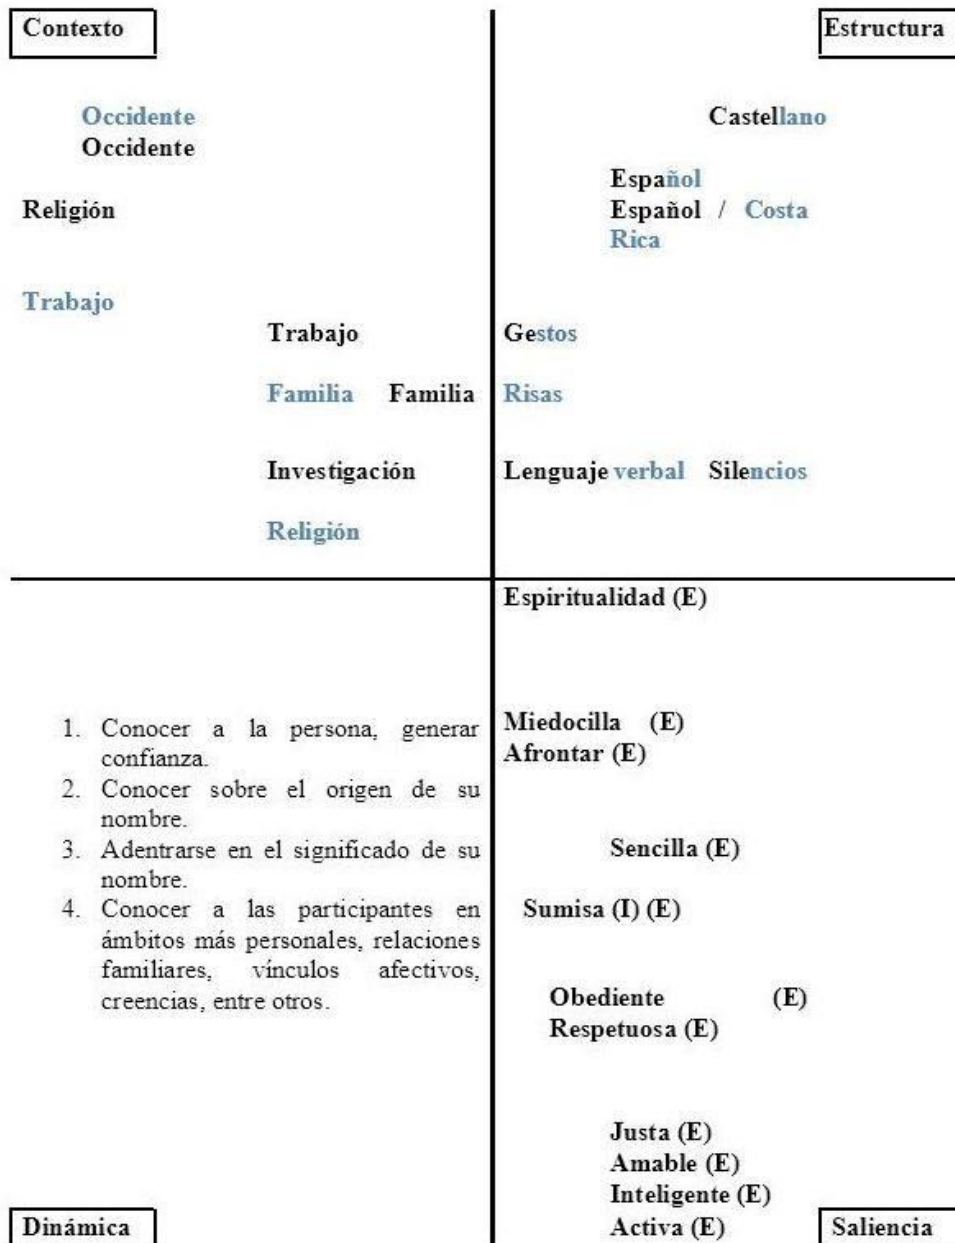 Contexto
Estructura
Occidente
Occidente
Religión
Trabajo
Trabajo
Familia Familia
Investigación
Religión
Castellano
Español
Español / Costa
Rica
Gestos
Risas
Lenguaje verbal Silencios
1. Conocer a la persona, generar
confianza.
2. Conocer sobre el origen de su
nombre.
3. Adentrarse en el significado de su
nombre.
4. Conocer a las participantes en
ámbitos más personales, relaciones
familiares, vínculos afectivos,
creencias, entre otros.
Dinámica
Espiritualidad (E)
Miedocilla (E)
Afrontar (E)
Sencilla (E)
Sumisa (I) (E)
Obediente (E)
Respetuosa (E)
Justa (E)
Amable (E)
Inteligente (E)
Activa (E)
Saliencia